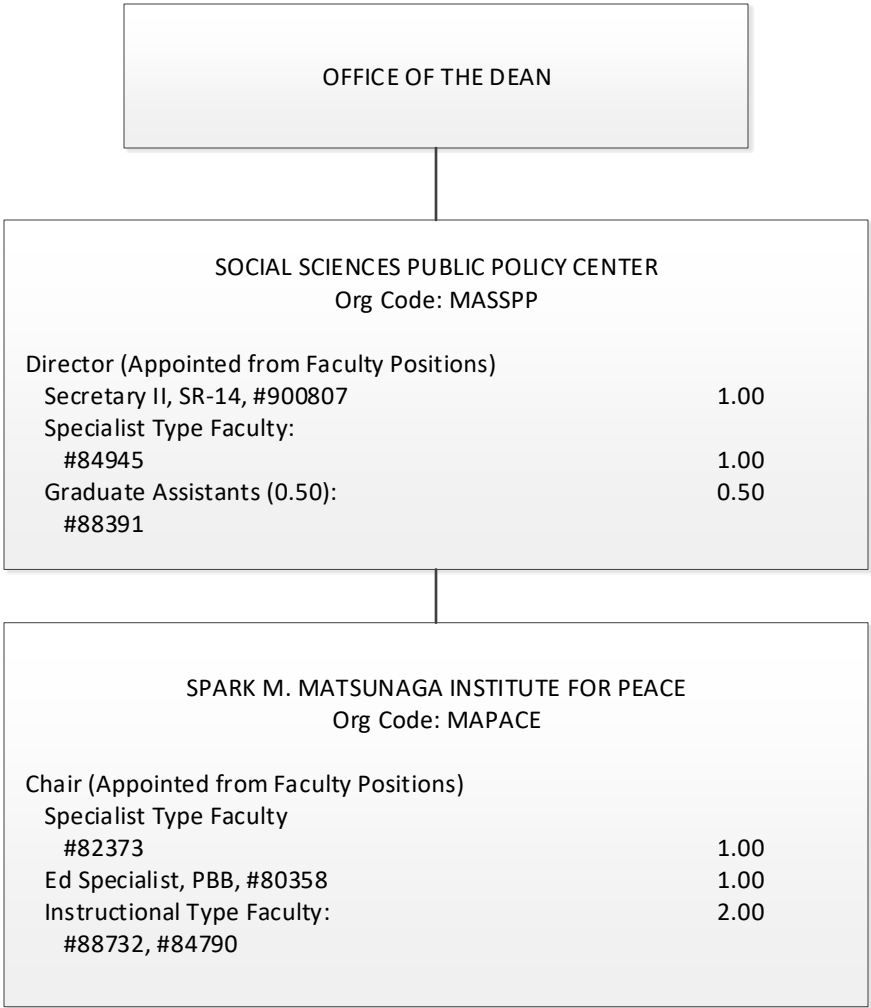 OFFICE OF THE DEAN
SOCIAL SCIENCES PUBLIC POLICY CENTER
Org Code: MASSPP
Director (Appointed from Faculty Positions)
Secretary II, SR-14, #900807 1.00
Specialist Type Faculty:
#84945 1.00
Graduate Assistants (0.50): 0.50
#88391
SPARK M. MATSUNAGA INSTITUTE FOR PEACE
Org Code: MAPACE
Chair (Appointed from Faculty Positions)
Specialist Type Faculty
#82373 1.00
Ed Specialist, PBB, #80358 1.00
Instructional Type Faculty: 2.00
#88732, #84790